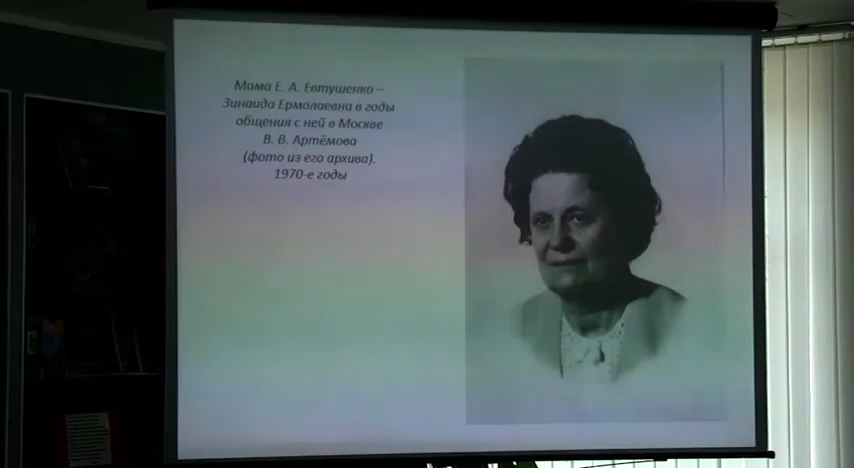 Мама Е. А. Евтушенко –
Зинаида Ермолаевна в годы
общения с ней в Москве
В. В. Артёмова
(фото из его архива).
1970-е годы